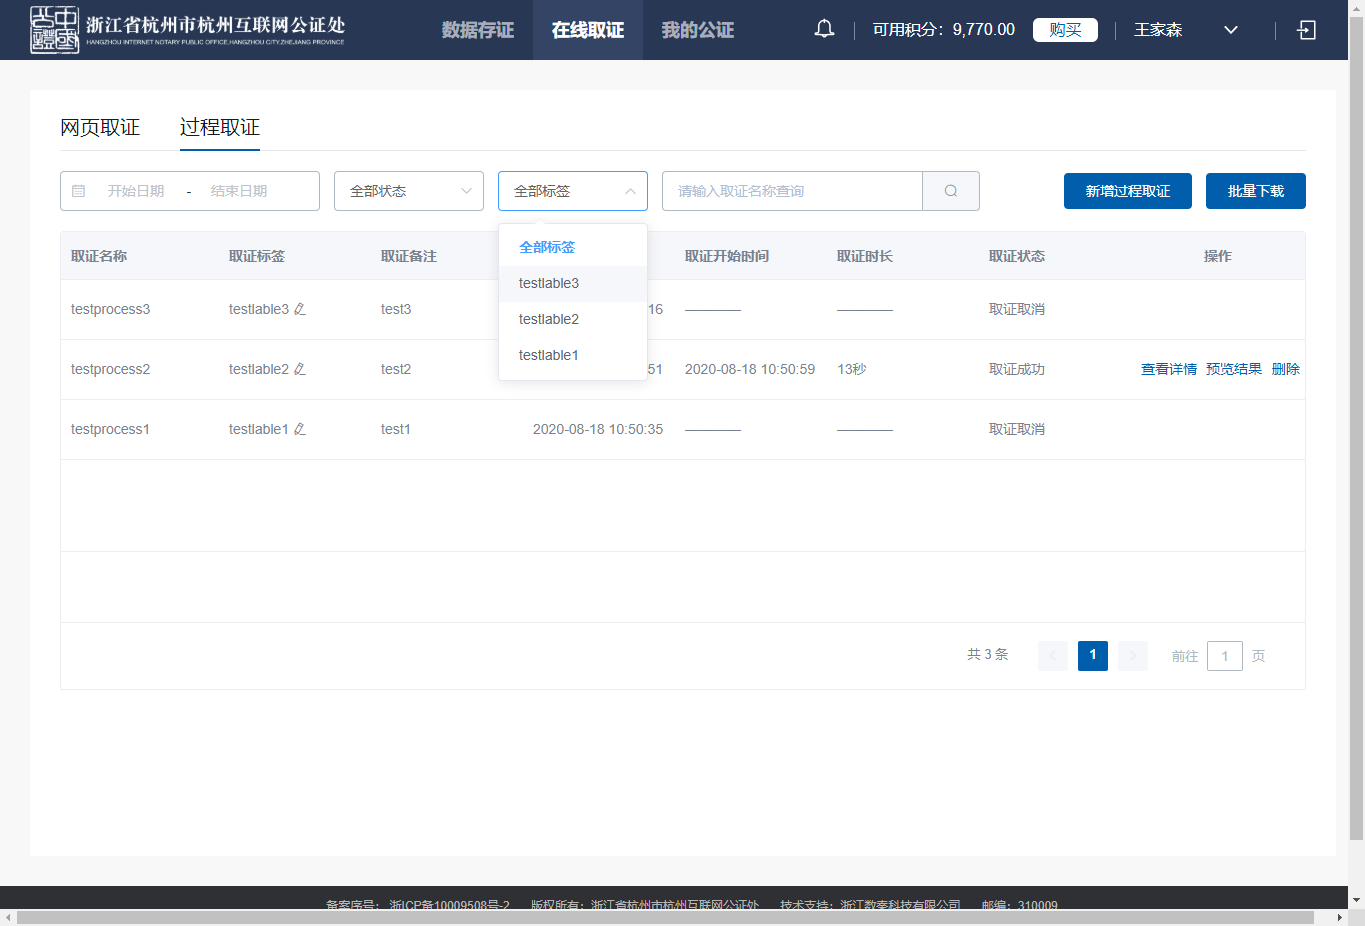 浙江省杭州市杭州互联网公证处
HANGZHOU INTERNET NOTARY PUBLIC OFFICE,HANGZHOU CITY,ZHEJIANG PROVINCE
数据存证 在线取证 我的公证 可用积分：9,770.00 购买 王家森
网页取证 过程取证
开始日期 - 结束日期 全部状态 全部标签 请输入取证名称查询 新增过程取证 批量下载
全部标签
testlable3
testlable2
testlable1
取证名称 取证标签 取证备注 取证开始时间 取证时长 取证状态 操作
testprocess3 testlable3 test3 16 ———— ———— 取证取消
testprocess2 testlable2 test2 51 2020-08-18 10:50:59 13秒 取证成功 查看详情 预览结果 删除
testprocess1 testlable1 test1 2020-08-18 10:50:35 ———— ———— 取证取消
共 3 条 1 前往 1 页
备案序号： 浙ICP备10009508号-2 版权所有：浙江省杭州市杭州互联网公证处 技术支持：浙江数秦科技有限公司 邮编：310009